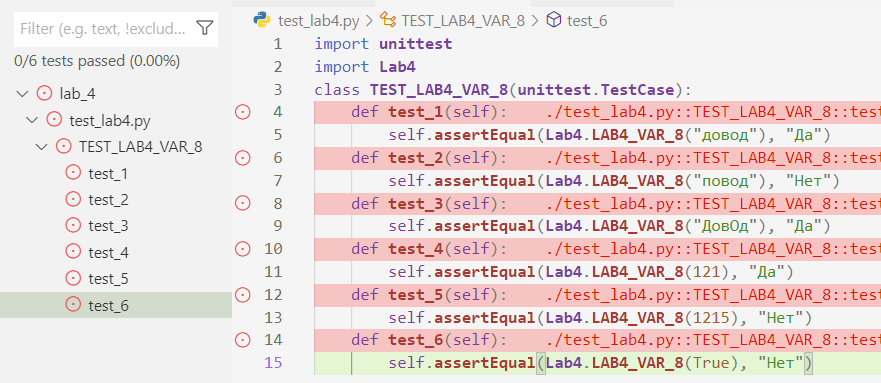 Filter (e.g. text, !exclud...
0/6 tests passed (0.00%)
lab_4
test_lab4.py
TEST_LAB4_VAR_8
test_1
test_2
test_3
test_4
test_5
test_6
test_lab4.py > TEST_LAB4_VAR_8 > test_6
1 import unittest
2 import Lab4
3 class TEST_LAB4_VAR_8(unittest.TestCase):
4 def test_1(self): ./test_lab4.py::TEST_LAB4_VAR_8::test
5 self.assertEqual(Lab4.LAB4_VAR_8("довод"), "Да")
6 def test_2(self): ./test_lab4.py::TEST_LAB4_VAR_8::test
7 self.assertEqual(Lab4.LAB4_VAR_8("повод"), "Нет")
8 def test_3(self): ./test_lab4.py::TEST_LAB4_VAR_8::test
9 self.assertEqual(Lab4.LAB4_VAR_8("ДовОд"), "Да")
10 def test_4(self): ./test_lab4.py::TEST_LAB4_VAR_8::test
11 self.assertEqual(Lab4.LAB4_VAR_8(121), "Да")
12 def test_5(self): ./test_lab4.py::TEST_LAB4_VAR_8::test
13 self.assertEqual(Lab4.LAB4_VAR_8(1215), "Нет")
14 def test_6(self): ./test_lab4.py::TEST_LAB4_VAR_8::test
15 self.assertEqual(Lab4.LAB4_VAR_8(True), "Нет")